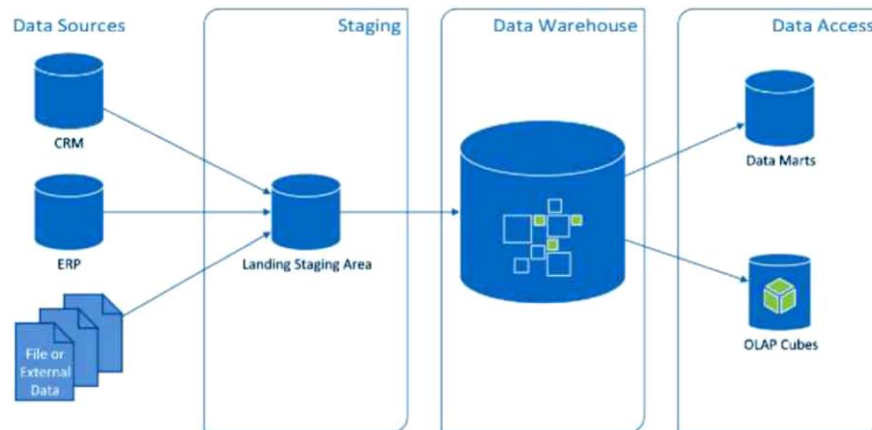 Data Sources
Staging
Data Warehouse
Data Access
CRM
Data Marts
ERP
Landing Staging Area
OLAP Cubes
File or
External
Data